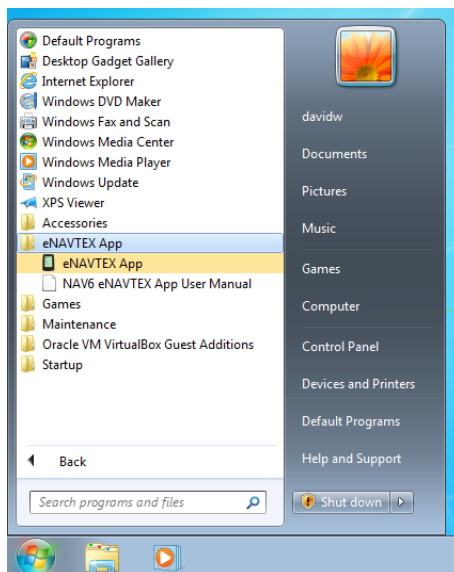 Default Programs
Desktop Gadget Gallery
Internet Explorer
Windows DVD Maker
Windows Fax and Scan
Windows Media Center
Windows Media Player
Windows Update
XPS Viewer
Accessories
eNAVTEX App
eNAVTEX App
NAV6 eNAVTEX App User Manual
Games
Maintenance
Oracle VM VirtualBox Guest Additions
Startup
Back
Search programs and files
davidw
Documents
Pictures
Music
Games
Computer
Control Panel
Devices and Printers
Default Programs
Help and Support
Shut down